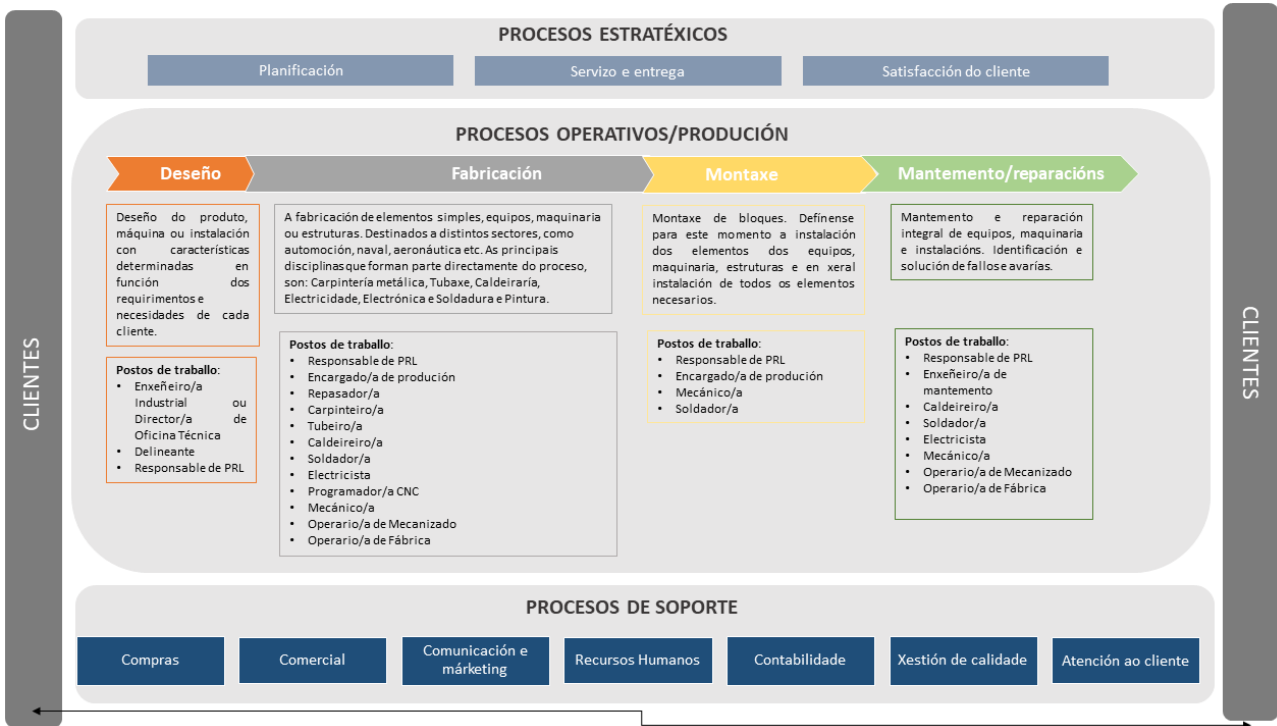 CLIENTES
PROCESOS ESTRATÉXICOS
Planificación
Servizo e entrega
Satisfacción do cliente
PROCESOS OPERATIVOS/PRODUCIÓN
Deseño
Deseño do produto,
máquina ou instalación
con características
determinadas en
función dos
requirimentos e
necesidades de cada
cliente.
Postos de traballo:
• Enxeñeiro/a
Industrial ou
Director/a de
Oficina Técnica
• Delineante
• Responsable de PRL
Fabricación
A fabricación de elementos simples, equipos, maquinaria
ou estruturas. Destinados a distintos sectores, como
automoción, naval, aeronáutica etc. As principais
disciplinas que forman parte directamente do proceso,
son: Carpintería metálica, Tubaxe, Caldeiraría,
Electricidade, Electrónica e Soldadura e Pintura.
Postos de traballo:
• Responsable de PRL
• Encargado/a de produción
• Repasador/a
• Carpinteiro/a
• Tubeiro/a
• Caldeireiro/a
• Soldador/a
• Electricista
• Programador/a CNC
• Mecánico/a
• Operario/a de Mecanizado
• Operario/a de Fábrica
Montaxe
Montaxe de bloques. Defínense
para este momento a instalación
dos elementos dos equipos,
maquinaria, estruturas e en xeral
instalación de todos os elementos
necesarios.
Postos de traballo:
• Responsable de PRL
• Encargado/a de produción
• Mecánico/a
• Soldador/a
Mantemento/reparacións
Mantemento e reparación
integral de equipos, maquinaria
e instalacións. Identificación e
solución de fallos e avarías.
Postos de traballo:
• Responsable de PRL
• Enxeñeiro/a de
mantemento
• Caldeireiro/a
• Soldador/a
• Electricista
• Mecánico/a
• Operario/a de Mecanizado
• Operario/a de Fábrica
PROCESOS DE SOPORTE
Compras
Comercial
Comunicación e
márketing
Recursos Humanos
Contabilidade
Xestión de calidade
Atención ao cliente
CLIENTES